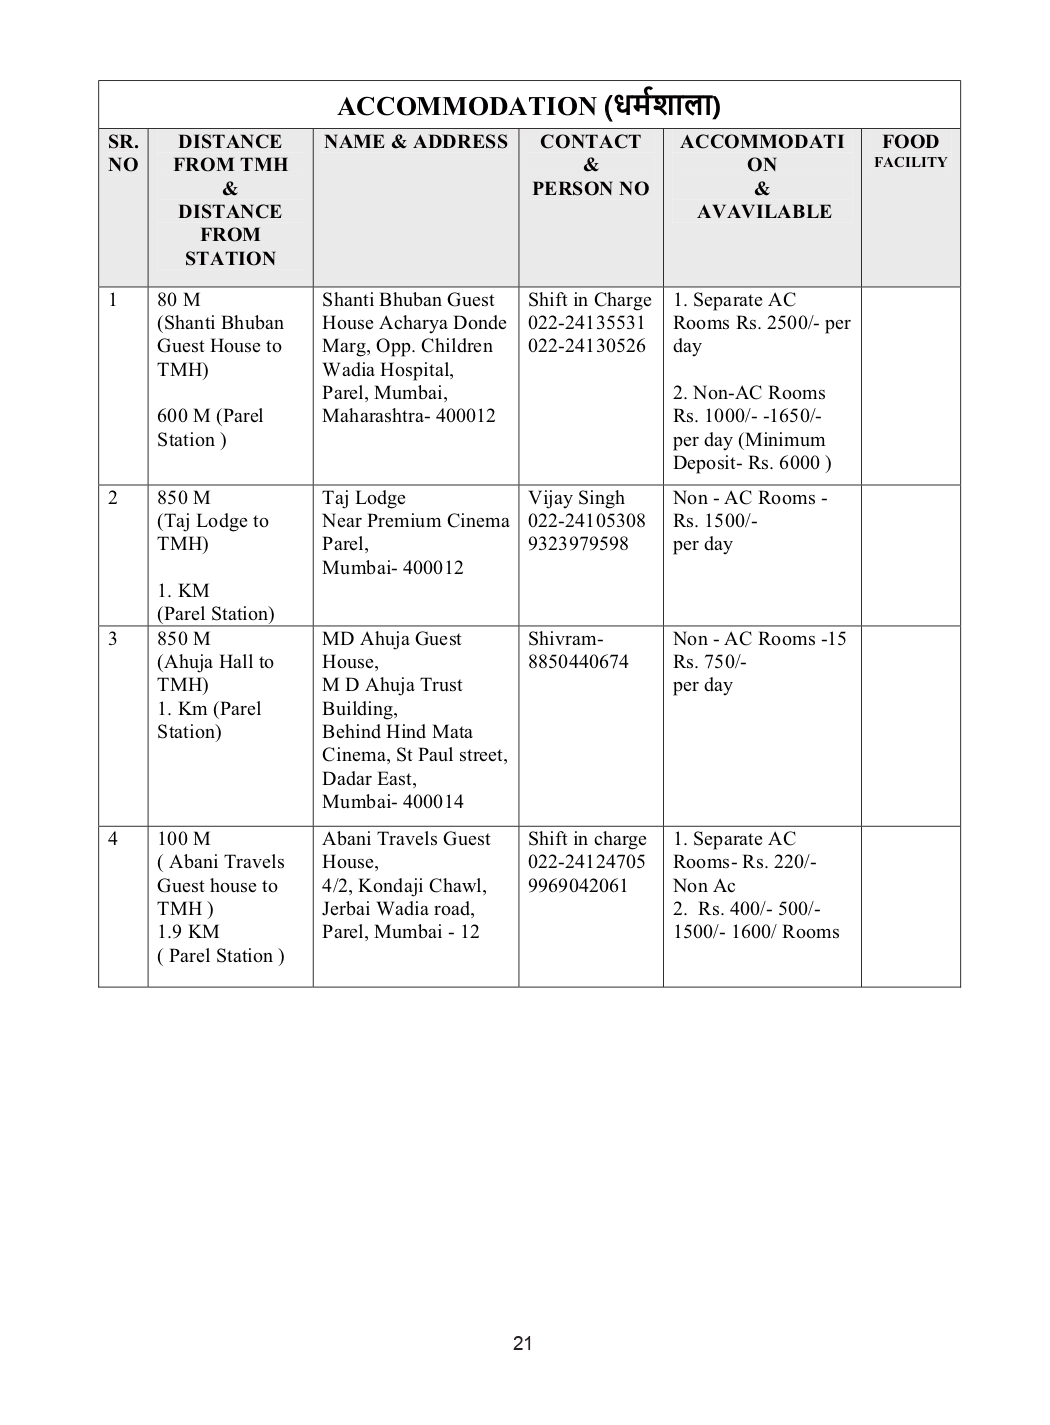 ACCOMMODATION (धर्मशाला)
SR.
NO
DISTANCE
FROM TMH
&
DISTANCE
FROM
STATION
NAME & ADDRESS
CONTACT
&
PERSON NO
ACCOMMODATI
ON
&
AVAVILABLE
FOOD
FACILITY
1
80 M
(Shanti Bhuban
Guest House to
TMH)
600 M (Parel
Station )
Shanti Bhuban Guest
House Acharya Donde
Marg, Opp. Children
Wadia Hospital,
Parel, Mumbai,
Maharashtra- 400012
Shift in Charge
022-24135531
022-24130526
1. Separate AC
Rooms Rs. 2500/- per
day
2. Non-AC Rooms
Rs. 1000/- -1650/-
per day (Minimum
Deposit- Rs. 6000 )
2
850 M
(Taj Lodge to
TMH)
1. KM
(Parel Station)
Taj Lodge
Near Premium Cinema
Parel,
Mumbai- 400012
Vijay Singh
022-24105308
9323979598
Non - AC Rooms -
Rs. 1500/-
per day
3
850 M
(Ahuja Hall to
TMH)
1. Km (Parel
Station)
MD Ahuja Guest
House,
M D Ahuja Trust
Building,
Behind Hind Mata
Cinema, St Paul street,
Dadar East,
Mumbai- 400014
Shivram-
8850440674
Non - AC Rooms -15
Rs. 750/-
per day
4
100 M
( Abani Travels
Guest house to
TMH )
1.9 KM
( Parel Station )
Abani Travels Guest
House,
4/2, Kondaji Chawl,
Jerbai Wadia road,
Parel, Mumbai - 12
Shift in charge
022-24124705
9969042061
1. Separate AC
Rooms- Rs. 220/-
Non Ac
2.  Rs. 400/- 500/-
1500/- 1600/ Rooms
21